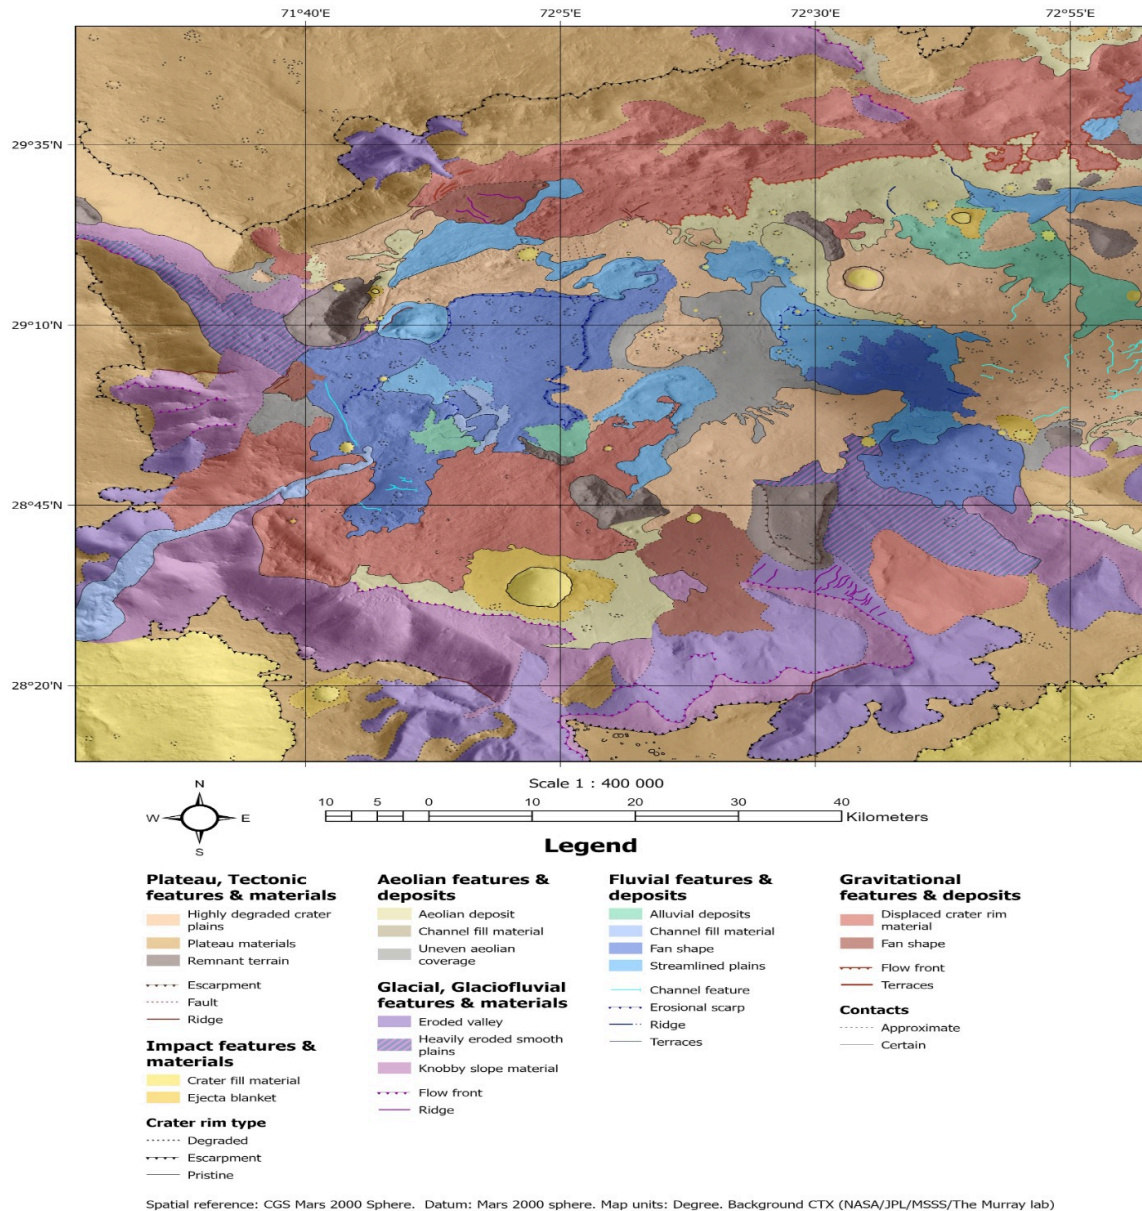 71°40'E 72°5'E 72°30'E 72°55'E
29°35'N
29°10'N
28°45'N
28°20'N
Scale 1 : 400 000
N
W E
S
10 5 0 10 20 30 40
Kilometers
Legend
Plateau, Tectonic
features & materials
Highly degraded crater
plains
Plateau materials
Remnant terrain
Escarpment
Fault
Ridge
Impact features &
materials
Crater fill material
Ejecta blanket
Crater rim type
Degraded
Escarpment
Pristine
Aeolian features &
deposits
Aeolian deposit
Channel fill material
Uneven aeolian
coverage
Glacial, Glaciofluvial
features & materials
Eroded valley
Heavily eroded smooth
plains
Knobby slope material
Flow front
Ridge
Fluvial features &
deposits
Alluvial deposits
Channel fill material
Fan shape
Streamlined plains
Channel feature
Erosional scarp
Ridge
Terraces
Gravitational
features & deposits
Displaced crater rim
material
Fan shape
Flow front
Terraces
Contacts
Approximate
Certain
Spatial reference: CGS Mars 2000 Sphere. Datum: Mars 2000 sphere. Map units: Degree. Background CTX (NASA/JPL/MSSS/The Murray lab)